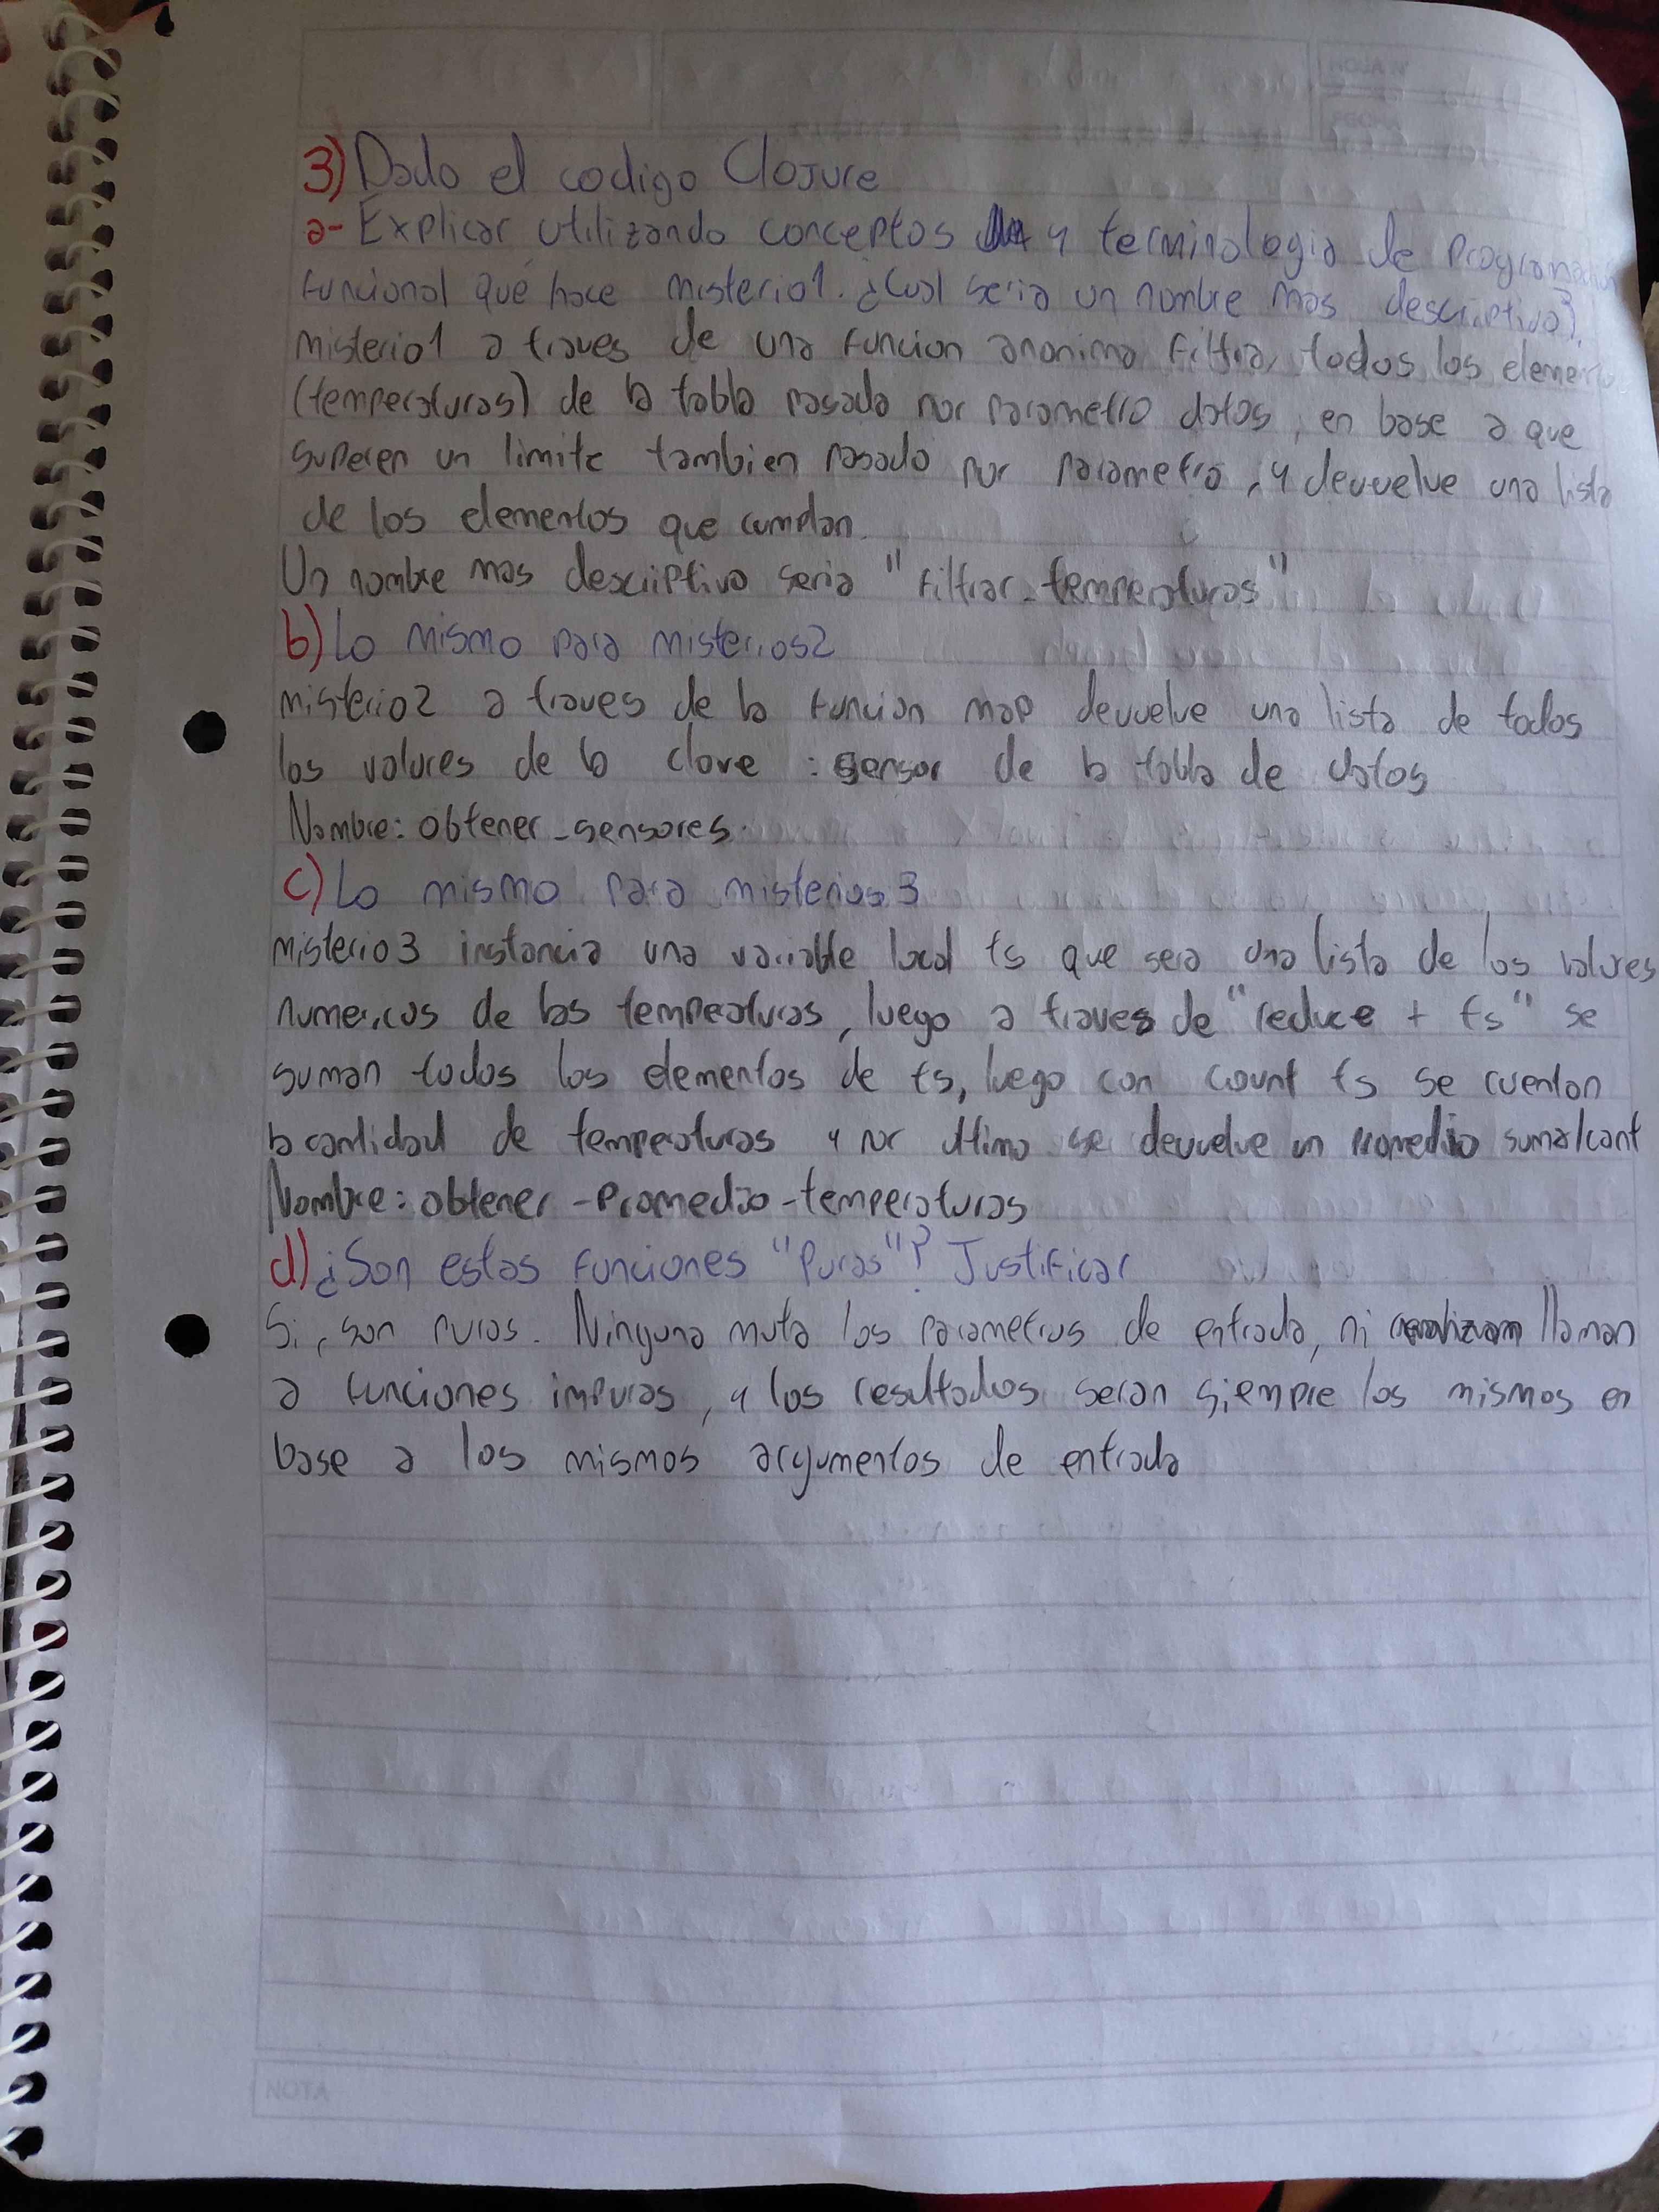 HOJA N°
FECHA
3) Dado el codigo Clojure
a- Explicar utilizando conceptos y terminologia de programacion
funcional qué hace misterio1. ¿Cual seria un nombre mas descriptivo?
misterio1 a traves de una funcion anonima filtra todos los elementos
(temperaturas) de la tabla pasada por parametro datos, en base a que
superen un limite tambien pasado por parametro, y devuelve una lista
de los elementos que cumplan.
Un nombre mas descriptivo seria "filtrar_temperaturas"
b) Lo mismo para misterios2
misterio2 a traves de la funcion map devuelve una lista de todos
los valores de la clave :sensor de la tabla de datos
Nombre: obtener_sensores
c) Lo mismo para misterios3
misterio3 instancia una variable local ts que sera una lista de los valores
numericos de las temperaturas, luego a traves de "reduce + ts" se
suman todos los elementos de ts, luego con count ts se cuentan
la cantidad de temperaturas y por ultimo se devuelve un promedio suma/cant
Nombre: obtener-promedio-temperaturas
d) ¿Son estas funciones "Puras"? Justificar
Si, son puras. Ninguna muta los parametros de entrada, ni llaman
a funciones impuras, y los resultados seran siempre los mismos en
base a los mismos argumentos de entrada
NOTA